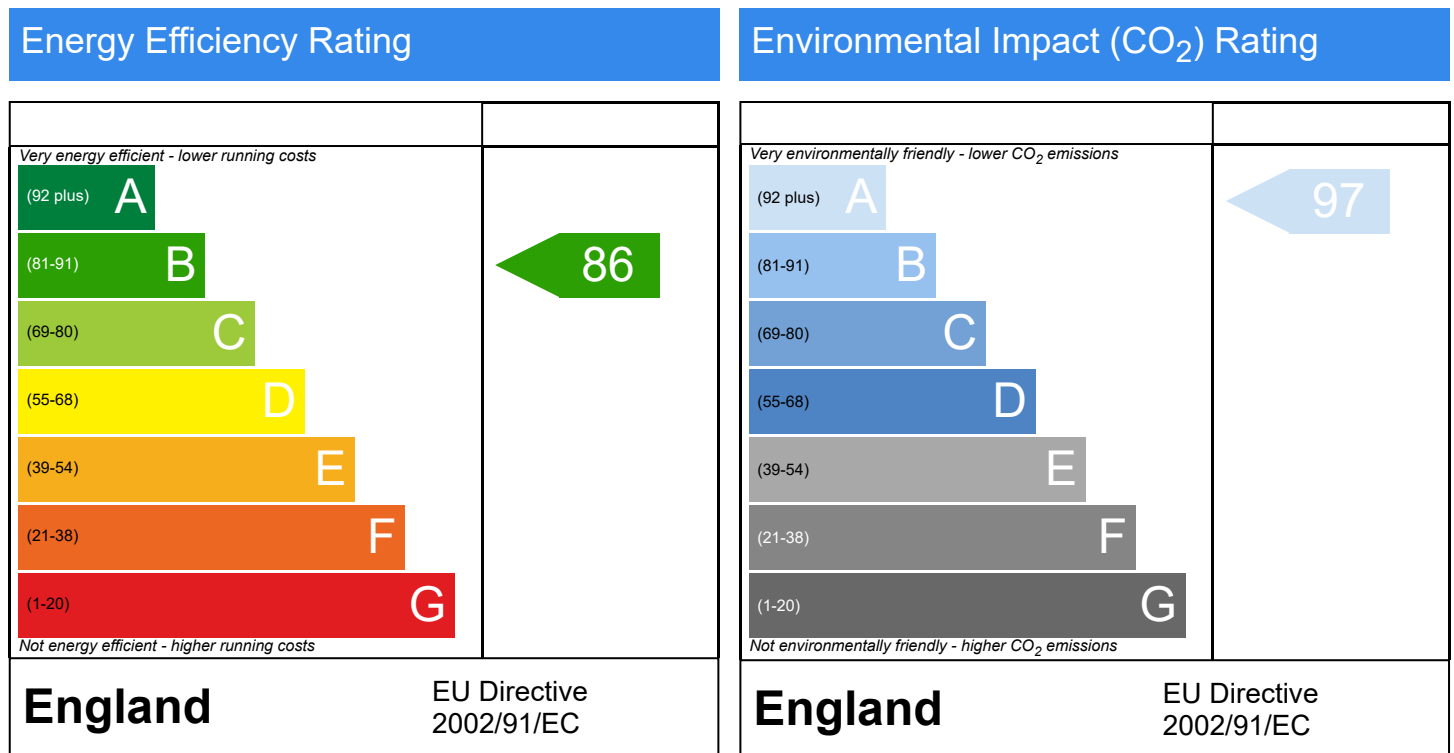 Energy Efficiency Rating
Very energy efficient - lower running costs
(92 plus) A
(81-91) B
86
(69-80) C
(55-68) D
(39-54) E
(21-38) F
(1-20) G
Not energy efficient - higher running costs
England
EU Directive
2002/91/EC
Environmental Impact (CO2) Rating
Very environmentally friendly - lower CO2 emissions
(92 plus) A
97
(81-91) B
(69-80) C
(55-68) D
(39-54) E
(21-38) F
(1-20) G
Not environmentally friendly - higher CO2 emissions
England
EU Directive
2002/91/EC